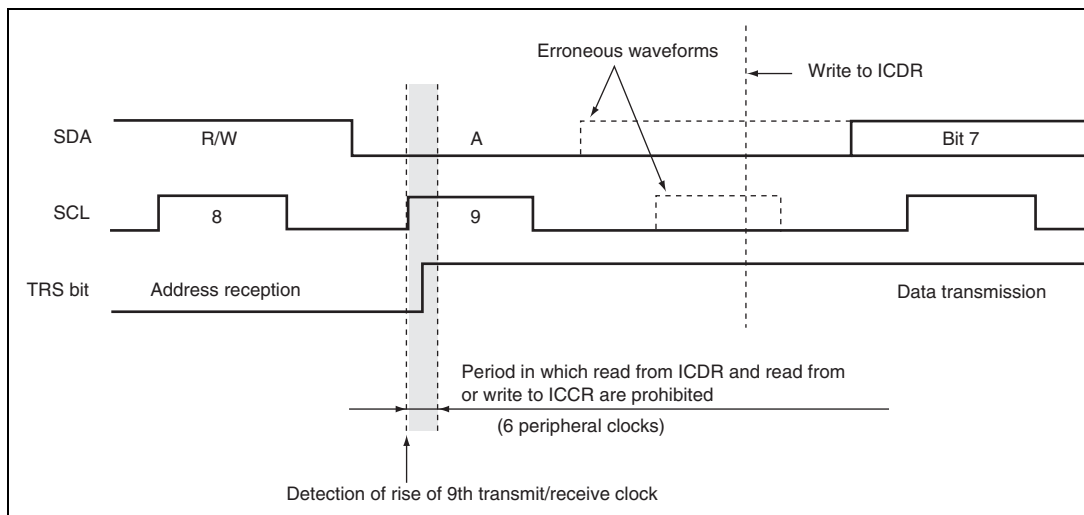 Erroneous waveforms
Write to ICDR
SDA
R/W
A
Bit 7
SCL
8
9
TRS bit
Address reception
Data transmission
Period in which read from ICDR and read from
or write to ICCR are prohibited
(6 peripheral clocks)
Detection of rise of 9th transmit/receive clock